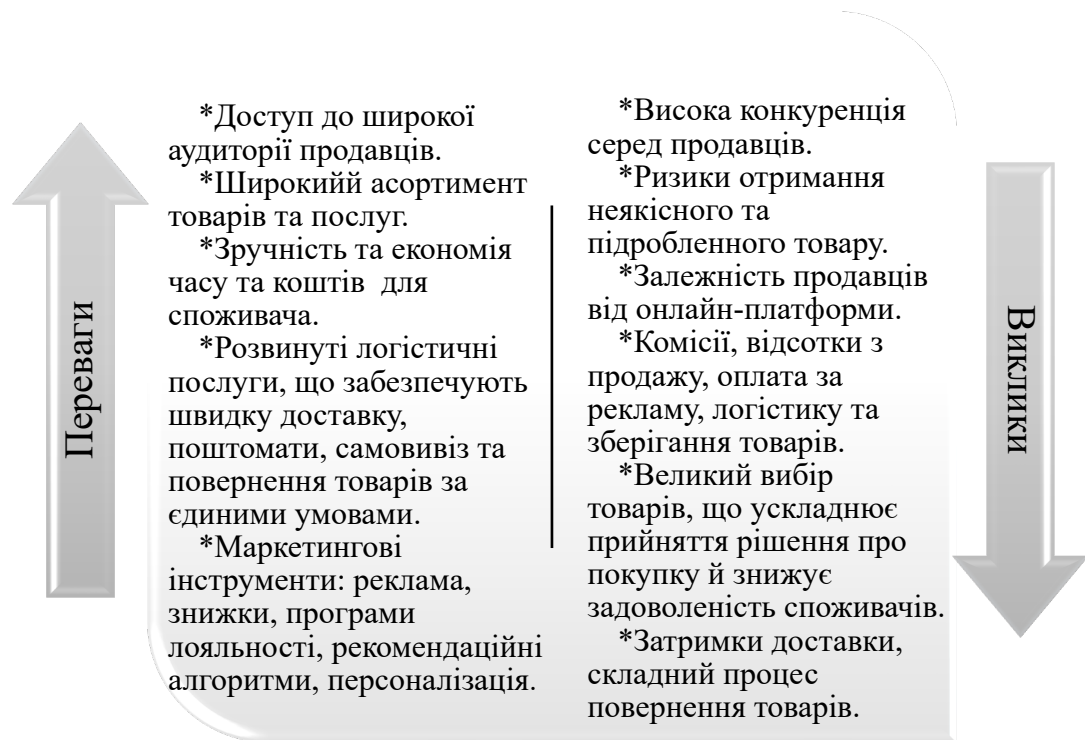 Переваги
*Доступ до широкої
аудиторії продавців.
*Широкийй асортимент
товарів та послуг.
*Зручність та економія
часу та коштів для
споживача.
*Розвинуті логістичні
послуги, що забезпечують
швидку доставку,
поштомати, самовивіз та
повернення товарів за
єдиними умовами.
*Маркетингові
інструменти: реклама,
знижки, програми
лояльності, рекомендаційні
алгоритми, персоналізація.
*Висока конкуренція
серед продавців.
*Ризики отримання
неякісного та
підробленного товару.
*Залежність продавців
від онлайн-платформи.
*Комісії, відсотки з
продажу, оплата за
рекламу, логістику та
зберігання товарів.
*Великий вибір
товарів, що ускладнює
прийняття рішення про
покупку й знижує
задоволеність споживачів.
*Затримки доставки,
складний процес
повернення товарів.
Виклики